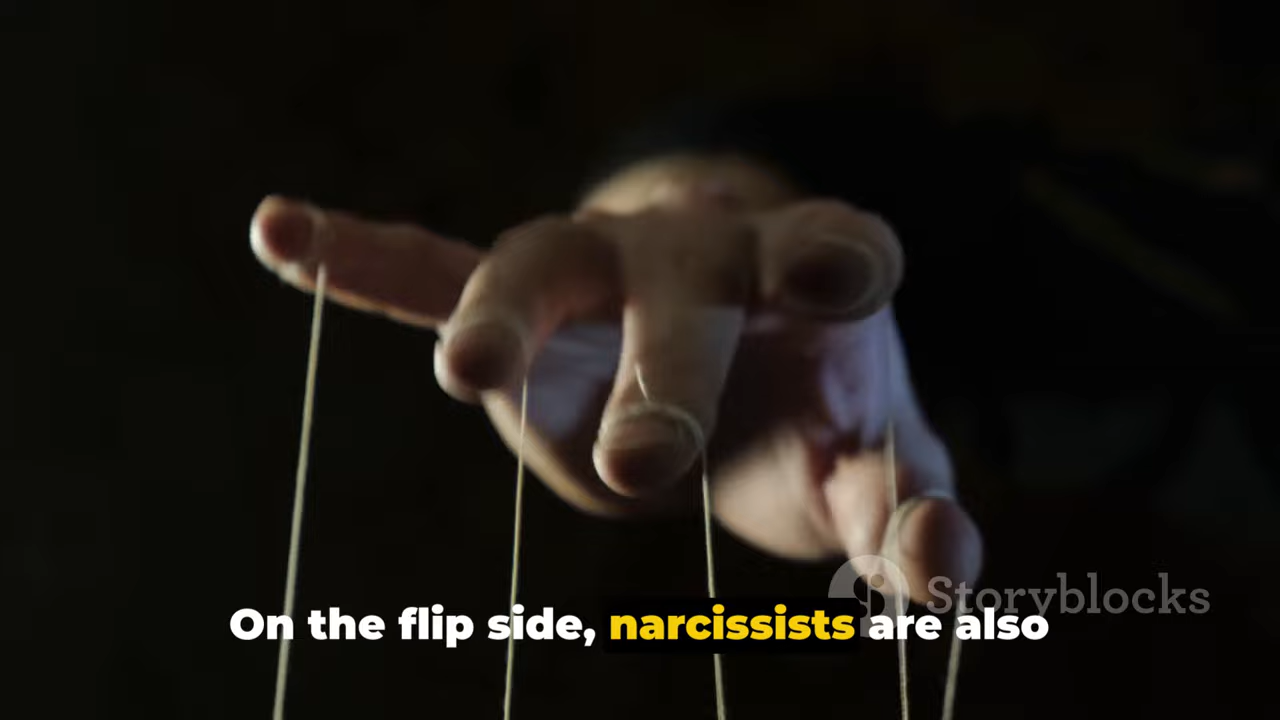 Storyblocks
On the flip side, narcissists are also